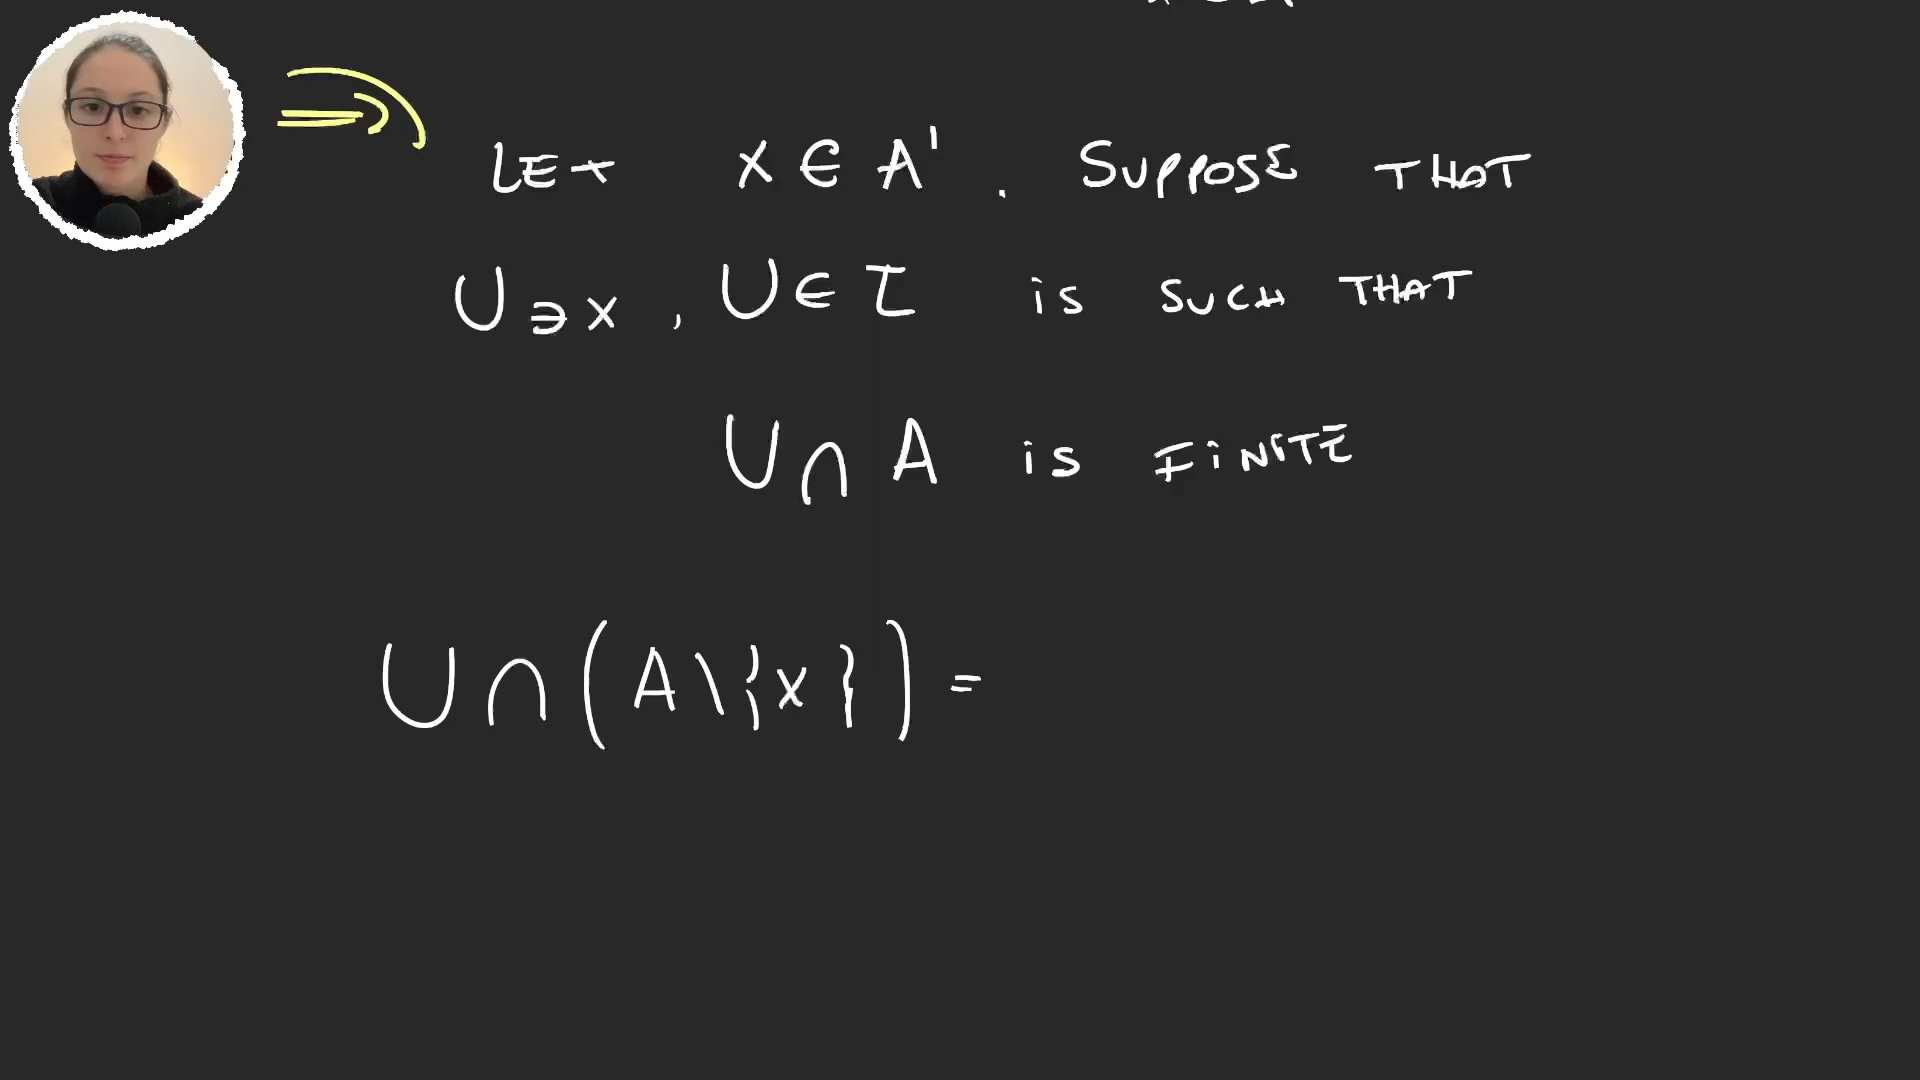 ⇒) LET x ∈ A'. SUPPOSE THAT
U ∋ x, U ∈ τ is SUCH THAT
U ∩ A is FINITE
U ∩ (A \ {x}) =